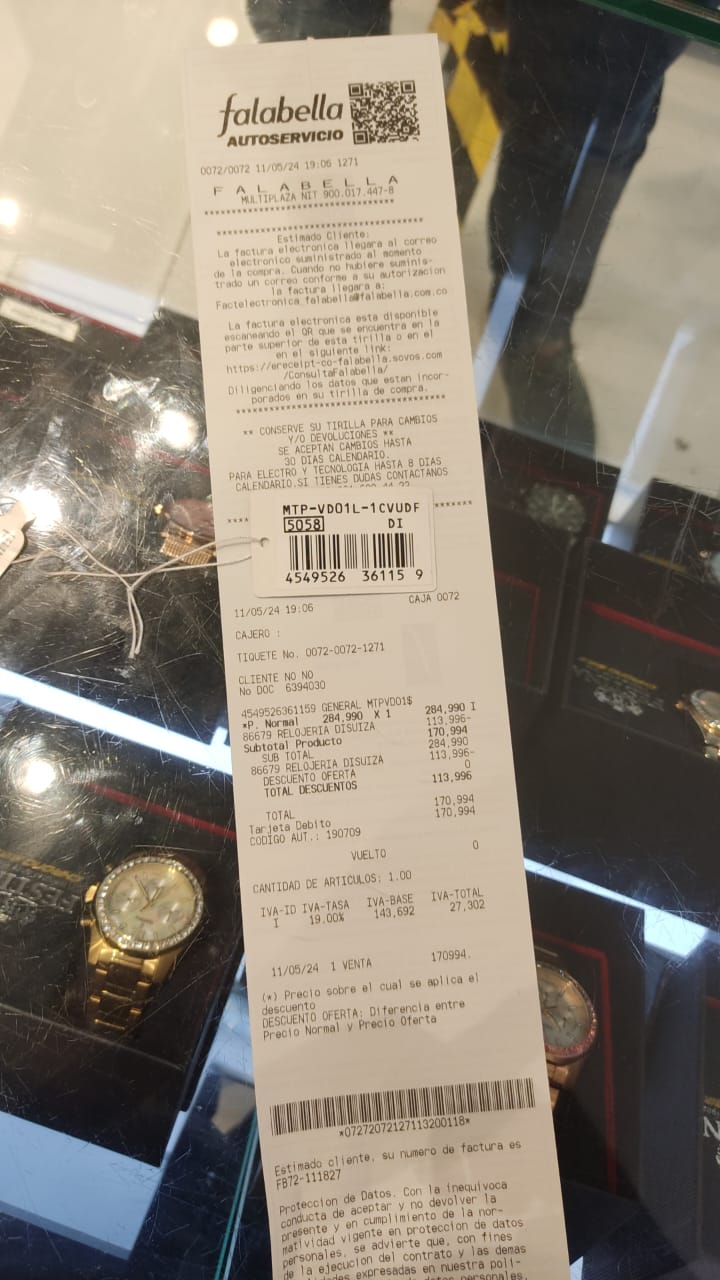 falabella
AUTOSERVICIO
0072/0072 11/05/24 19:06 1271
F A L A B E L L A
MULTIPLAZA NIT 900.017.447-8
Estimado Cliente:
La factura electronica llegara al correo
electronico suministrado al momento
de la compra. Cuando no hubiere suminis-
trado un correo conforme a su autorizacion
la factura llegara a:
Factelectronica_falabella@falabella.com.co
La factura electronica esta disponible
escaneando el QR que se encuentra en la
parte superior de esta tirilla o en el
en el siguiente link:
https://ereceipt-co-falabella.sovos.com
/ConsultaFalabella/
Diligenciando los datos que estan incor-
porados en su tirilla de compra.
** CONSERVE SU TIRILLA PARA CAMBIOS
Y/O DEVOLUCIONES **
SE ACEPTAN CAMBIOS HASTA
30 DIAS CALENDARIO.
PARA ELECTRO Y TECNOLOGIA HASTA 8 DIAS
CALENDARIO.SI TIENES DUDAS CONTACTANOS
MTP-VD01L-1CVUDF
5058 DI
4549526 36115 9
11/05/24 19:06 CAJA 0072
CAJERO :
TIQUETE No. 0072-0072-1271
CLIENTE NO NO
No DOC 6394030
4549526361159 GENERAL MTPVD01$
*P. Normal 284,990 X 1 284,990 I
86679 RELOJERIA DISUIZA 113,996-
Subtotal Producto 170,994
SUB TOTAL 284,990
86679 RELOJERIA DISUIZA 113,996-
DESCUENTO OFERTA 0
TOTAL DESCUENTOS 113,996
TOTAL 170,994
Tarjeta Debito 170,994
CODIGO AUT.: 190709
VUELTO 0
CANTIDAD DE ARTICULOS: 1.00
IVA-ID IVA-TASA IVA-BASE IVA-TOTAL
I 19.00% 143,692 27,302
11/05/24 1 VENTA 170994.
(*) Precio sobre el cual se aplica el
descuento
DESCUENTO OFERTA: Diferencia entre
Precio Normal y Precio Oferta
*07272072127113200118*
Estimado cliente, su numero de factura es
FB72-111827
Proteccion de Datos. Con la inequivoca
conducta de aceptar y no devolver la
presente y en cumplimiento de la nor-
matividad vigente en proteccion de datos
personales, se advierte que, con fines
de la ejecucion del contrato y las demas
expresadas en nuestra poli-
datos personales,